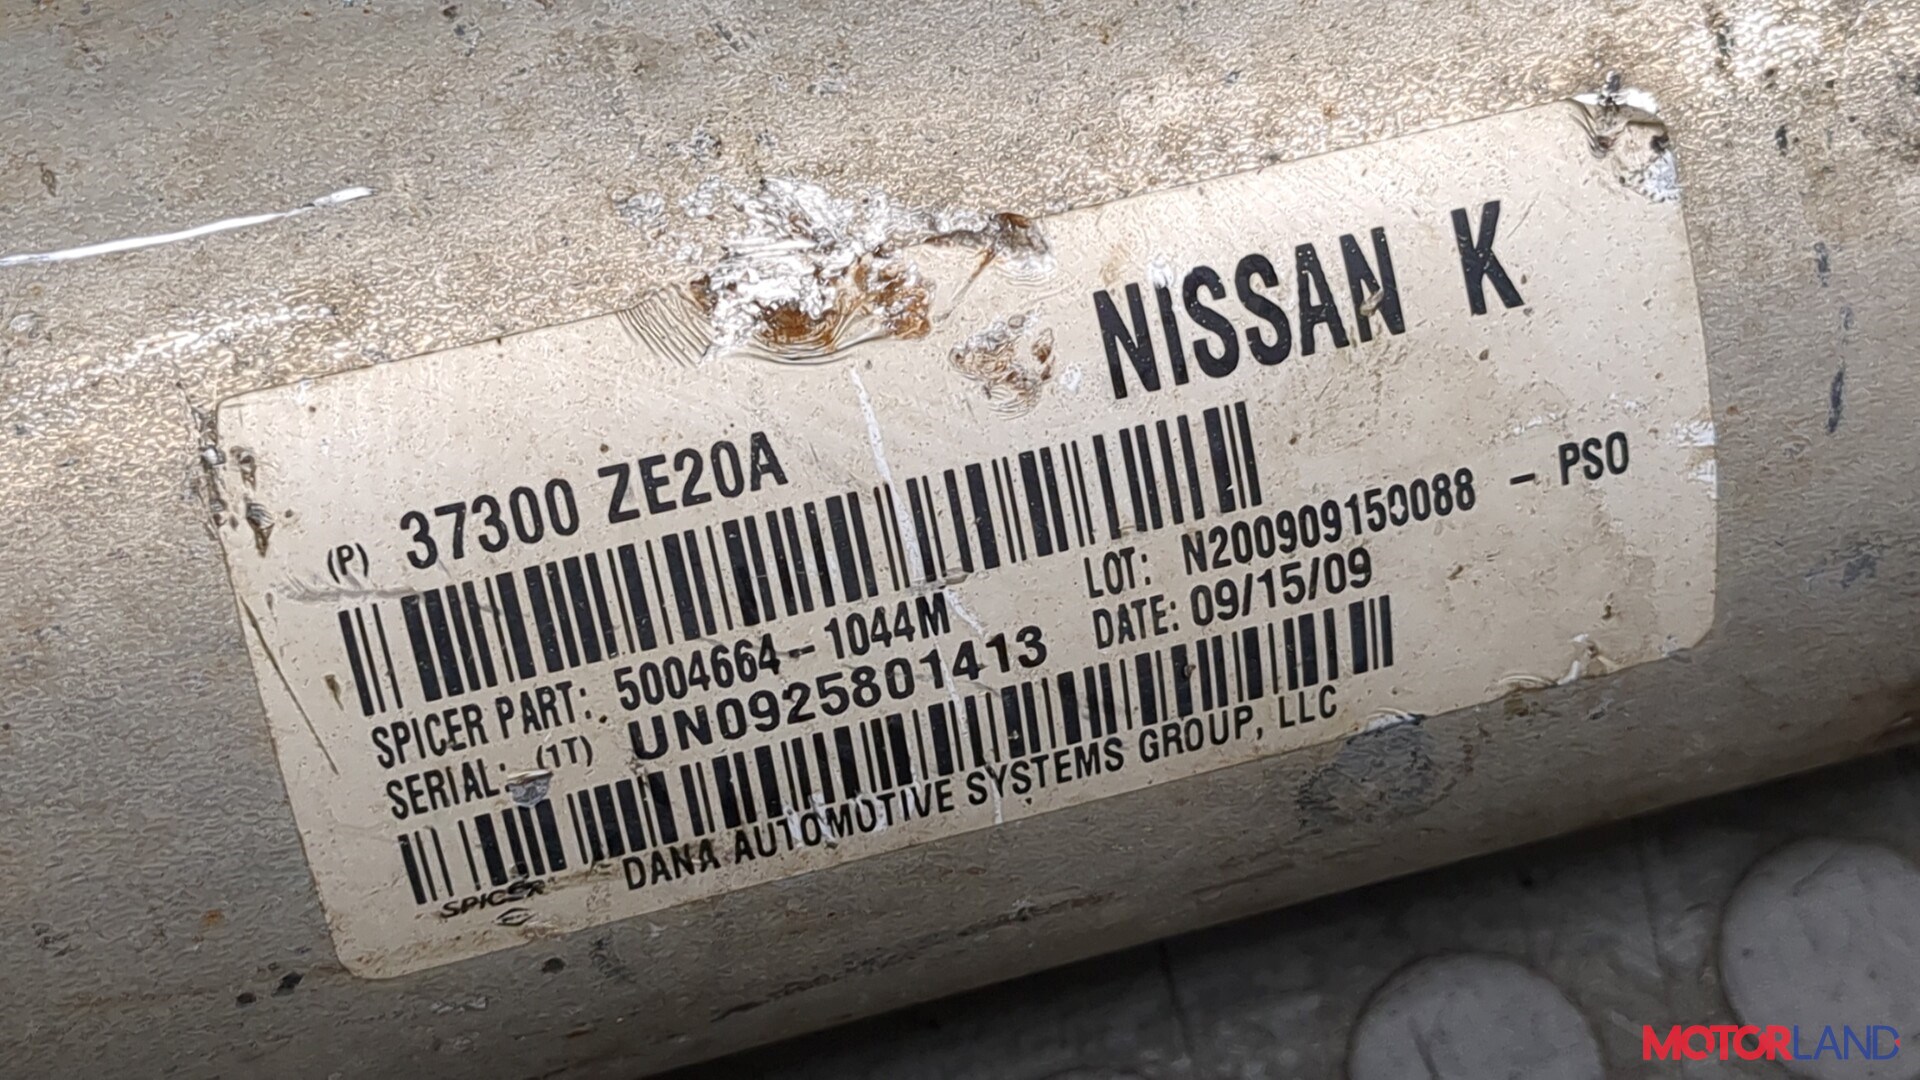 NISSAN K
(P) 37300 ZE20A
LOT: N200909150088 - PSO
SPICER PART: 5004664-1044M
DATE: 09/15/09
SERIAL: (1T) UN0925801413
SPICER
DANA AUTOMOTIVE SYSTEMS GROUP, LLC
MOTORLAND